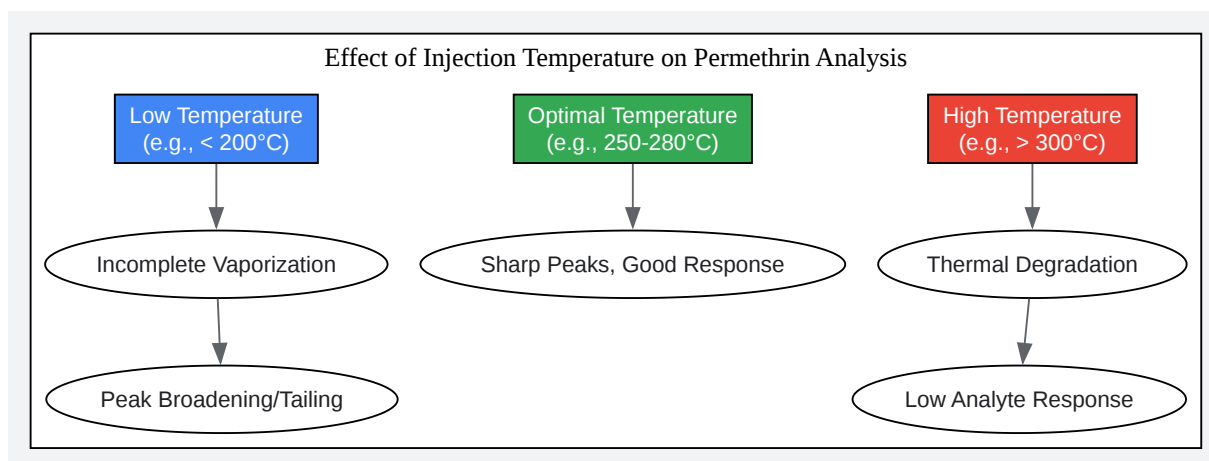 Effect of Injection Temperature on Permethrin Analysis
Low Temperature
(e.g., < 200°C)
Optimal Temperature
(e.g., 250-280°C)
High Temperature
(e.g., > 300°C)
Incomplete Vaporization
Sharp Peaks, Good Response
Thermal Degradation
Peak Broadening/Tailing
Low Analyte Response